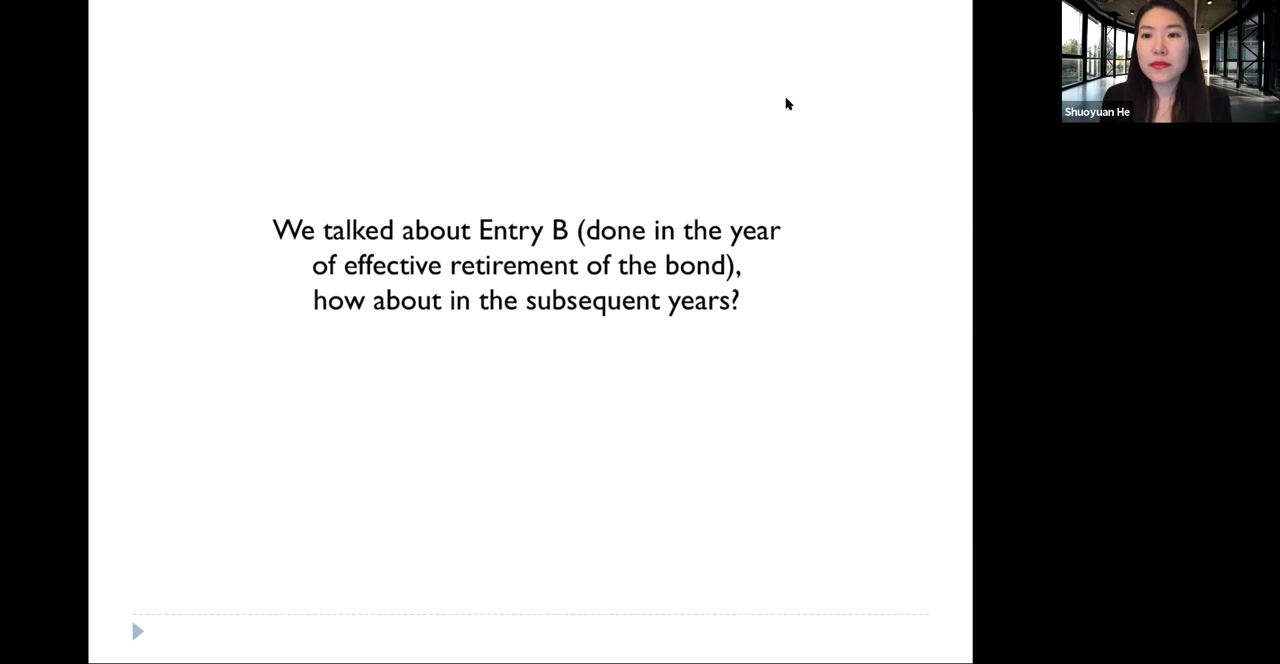 We talked about Entry B (done in the year
of effective retirement of the bond),
how about in the subsequent years?
Shuoyuan He